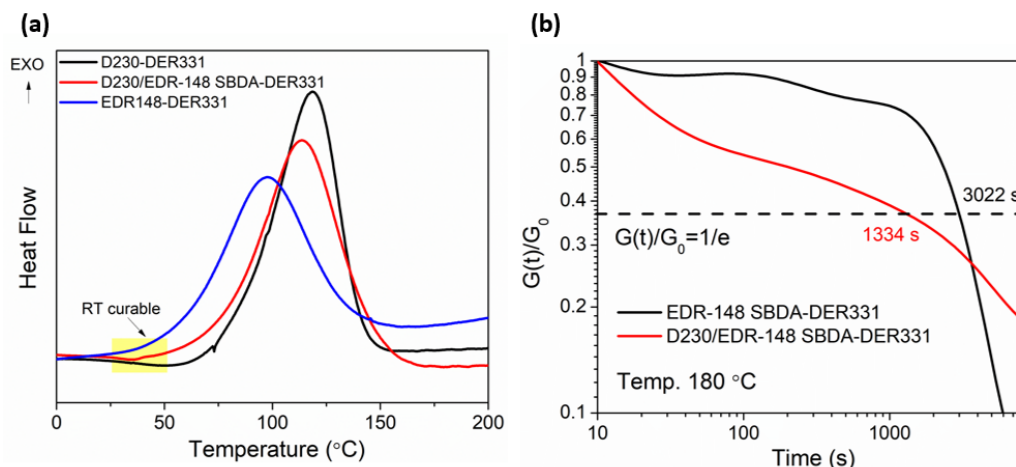 (a)
EXO
D230-DER331
D230/EDR-148 SBDA-DER331
EDR148-DER331
Heat Flow
RT curable
0
50
100
150
200
Temperature (°C)
(b)
1
0.9
0.8
0.7
0.6
0.5
0.4
0.3
0.2
0.1
G(t)/G₀
3022 s
G(t)/G₀=1/e
1334 s
EDR-148 SBDA-DER331
D230/EDR-148 SBDA-DER331
Temp. 180 °C
10
100
1000
Time (s)